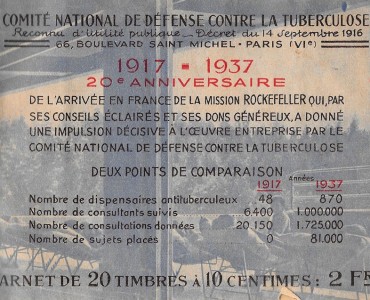 COMITÉ NATIONAL DE DÉFENSE CONTRE LA TUBERCULOSE
Reconnu d'Utilité publique _ Décret du 14 Septembre 1916
66, BOULEVARD SAINT MICHEL - PARIS (VIe)
1917 - 1937
20e ANNIVERSAIRE
DE L'ARRIVÉE EN FRANCE DE LA MISSION ROCKEFELLER QUI, PAR
SES CONSEILS ÉCLAIRÉS ET SES DONS GÉNÉREUX, A DONNÉ
UNE IMPULSION DÉCISIVE À L'ŒUVRE ENTREPRISE PAR LE
COMITÉ NATIONAL DE DÉFENSE CONTRE LA TUBERCULOSE
DEUX POINTS DE COMPARAISON
1917 Années 1937
Nombre de dispensaires antituberculeux 48 870
Nombre de consultants suivis 6.400 1.000.000
Nombre de consultations données 20.150 1.725.000
Nombre de sujets placés 0 81.000
ARNET DE 20 TIMBRES À 10 CENTIMES : 2 FR